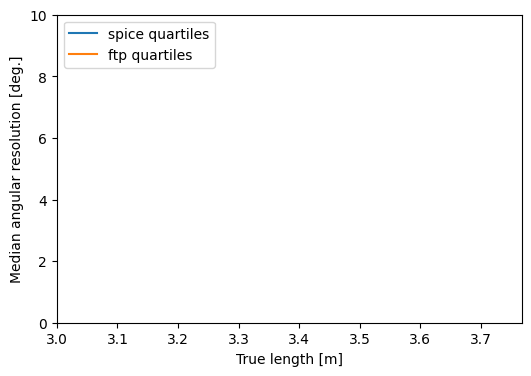 10
8
6
4
2
0
Median angular resolution [deg.]
spice quartiles
ftp quartiles
3.0 3.1 3.2 3.3 3.4 3.5 3.6 3.7
True length [m]